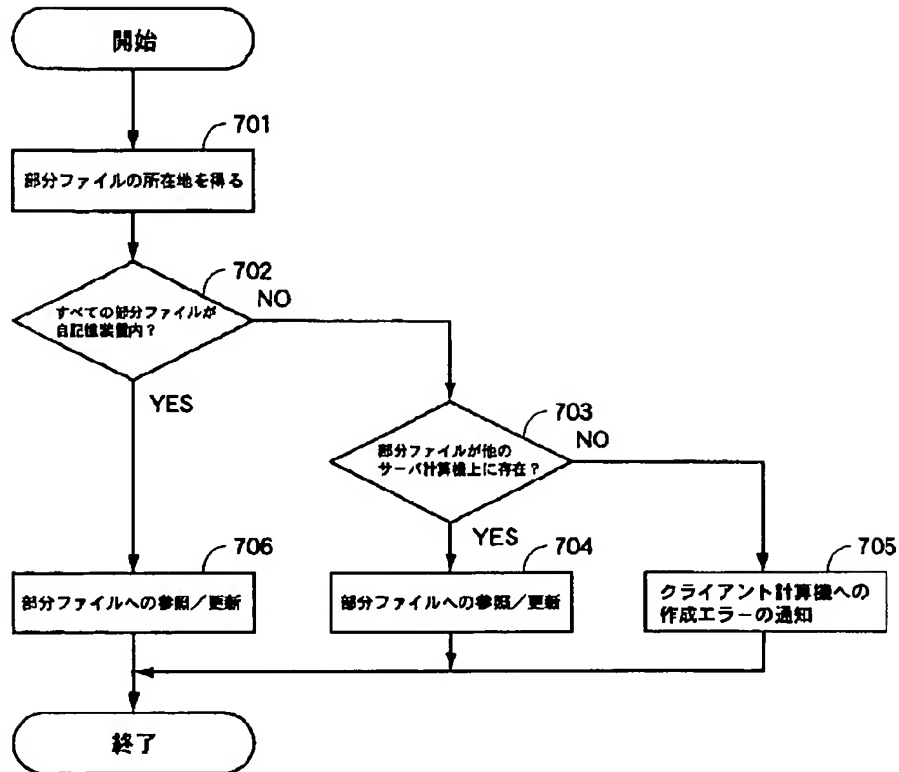 開始
701
部分ファイルの所在地を得る
702
すべての部分ファイルが
自記憶装置内？
NO
YES
703
部分ファイルが他の
サーバ計算機上に存在？
NO
YES
706
部分ファイルへの参照／更新
704
部分ファイルへの参照／更新
705
クライアント計算機への
作成エラーの通知
終了